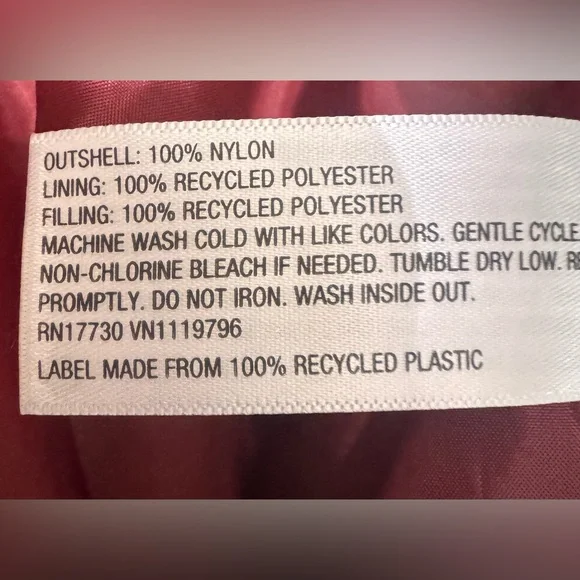 OUTSHELL: 100% NYLON
LINING: 100% RECYCLED POLYESTER
FILLING: 100% RECYCLED POLYESTER
MACHINE WASH COLD WITH LIKE COLORS. GENTLE CYCLE
NON-CHLORINE BLEACH IF NEEDED. TUMBLE DRY LOW.
PROMPTLY. DO NOT IRON. WASH INSIDE OUT.
RN17730 VN1119796
LABEL MADE FROM 100% RECYCLED PLASTIC